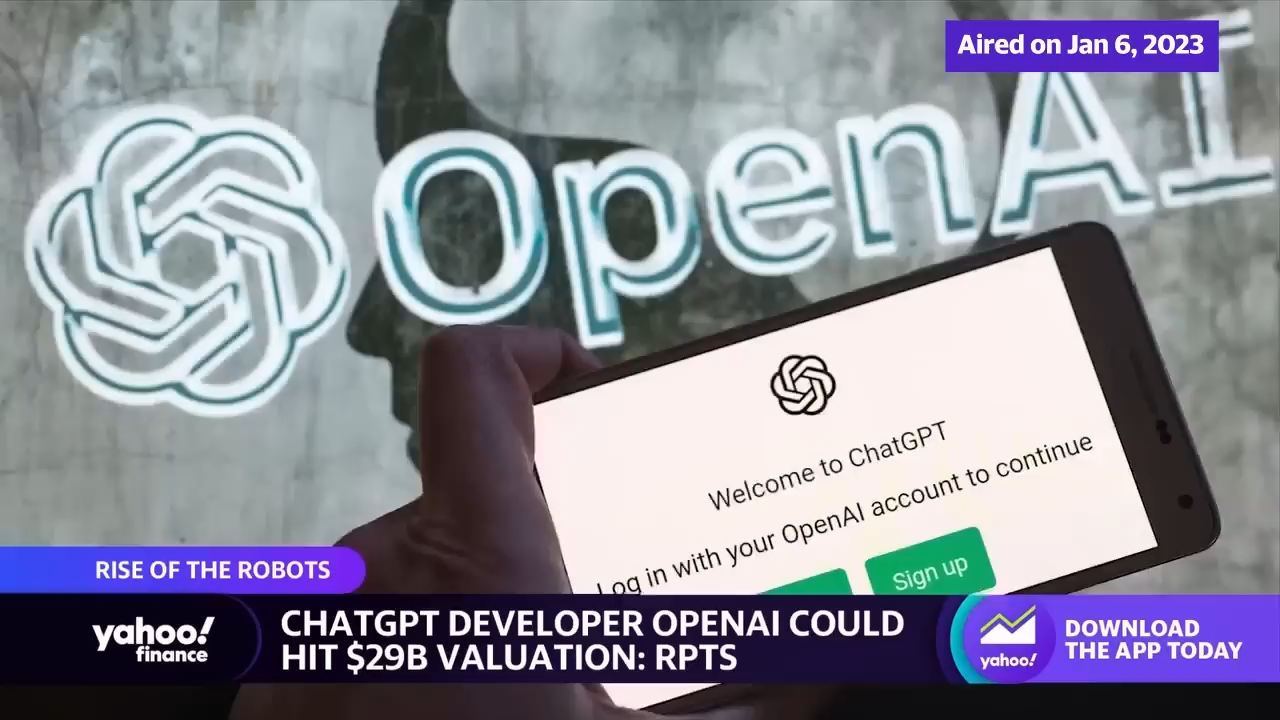 Aired on Jan 6, 2023
OpenAI
Welcome to ChatGPT
Log in with your OpenAI account to continue
Sign up
RISE OF THE ROBOTS
yahoo!
finance
CHATGPT DEVELOPER OPENAI COULD
HIT $29B VALUATION: RPTS
yahoo!
DOWNLOAD
THE APP TODAY